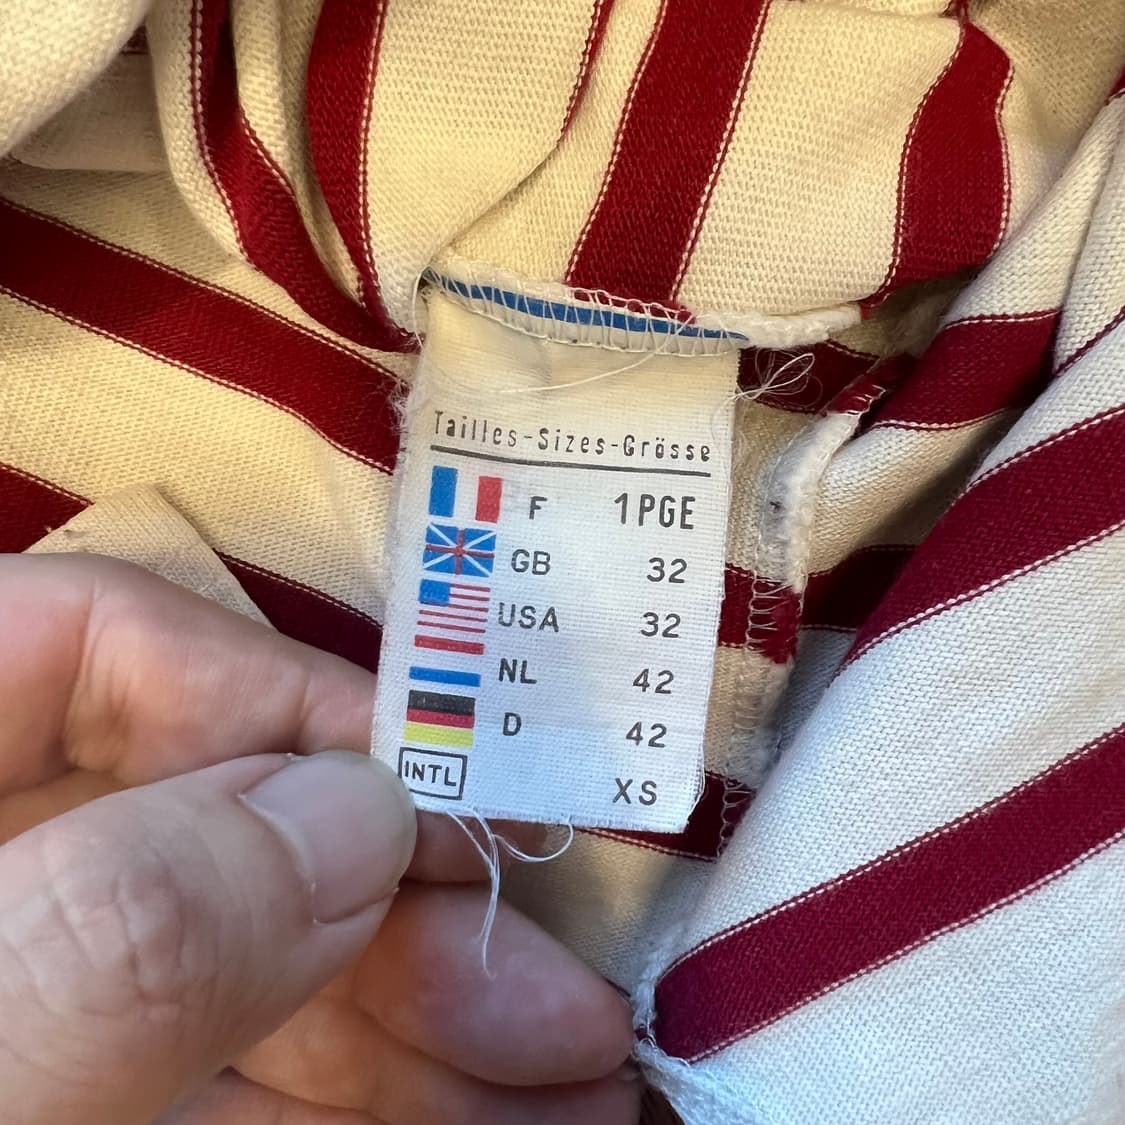 Tailles-Sizes-Grösse
F 1PGE
GB 32
USA 32
NL 42
D 42
INTL XS